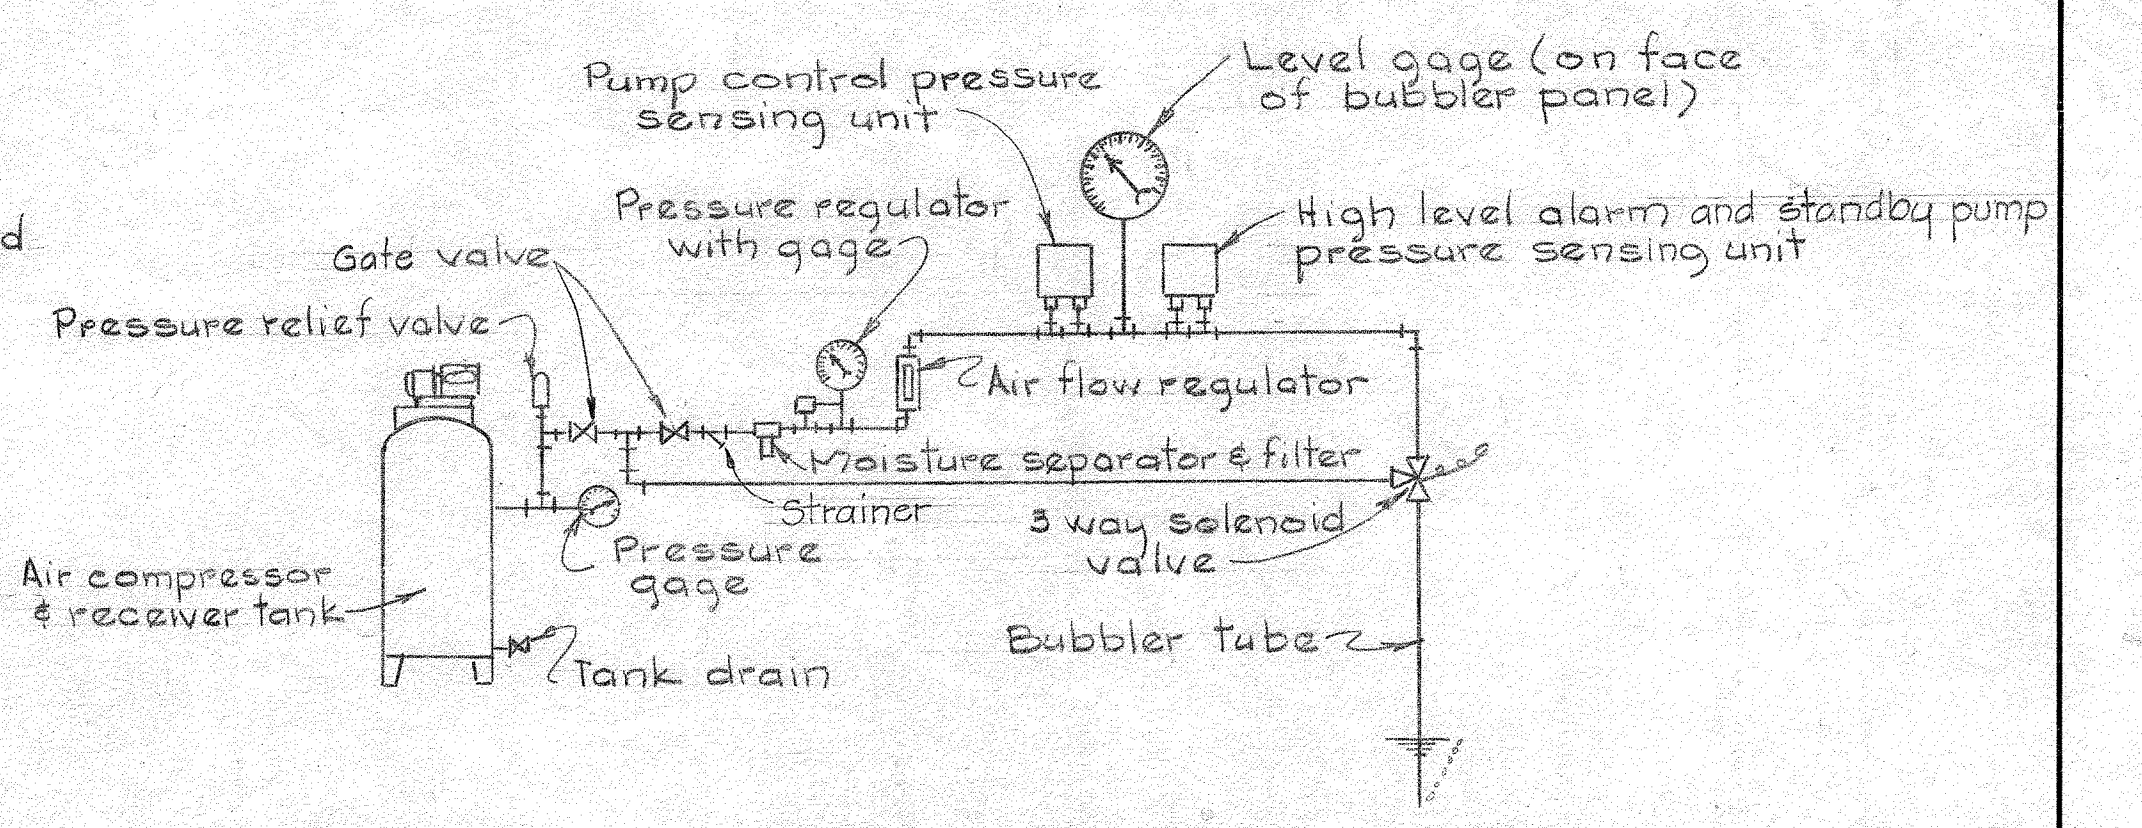 Level gage (on face
of bubbler panel)
Pump control pressure
sensing unit
High level alarm and standby pump
pressure sensing unit
Pressure regulator
with gage
d
Gate valve
Pressure relief valve
Air flow regulator
Moisture separator & filter
Strainer
3 way solenoid
valve
Pressure
gage
Air compressor
& receiver tank
Bubbler tube
Tank drain